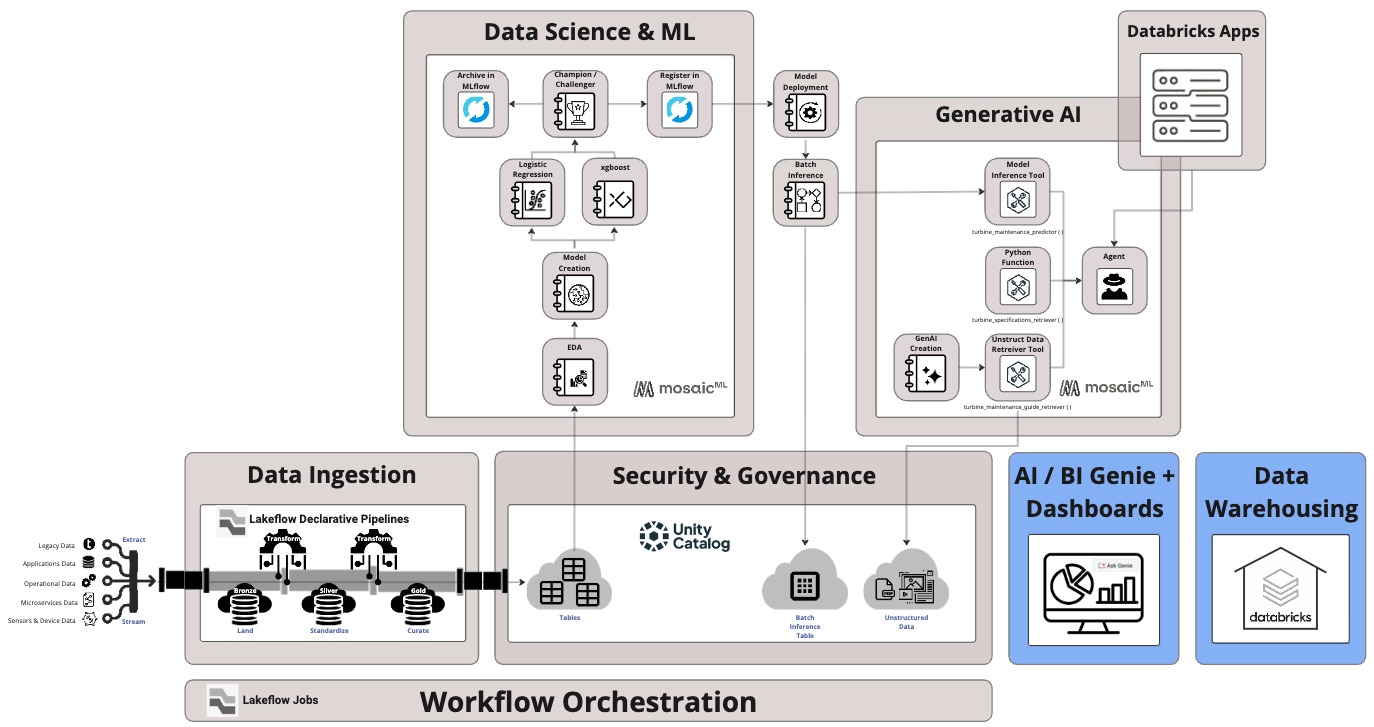 Data Science & ML
Archive in
MLflow
Champion /
Challenger
Register in
MLflow
Logistic
Regression
xgboost
Model
Creation
EDA
mosaic ML
Model
Deployment
Batch
Inference
Databricks Apps
Generative AI
Model
Inference Tool
turbine_maintenance_predictor ( )
Python
Function
turbine_specifications_retriever ( )
Agent
GenAI
Creation
Unstruct Data
Retreiver Tool
turbine_maintenance_guide_retriever ( )
mosaic ML
Legacy Data
Applications Data
Operational Data
Microservices Data
Sensors & Device Data
Extract
Stream
Data Ingestion
Lakeflow Declarative Pipelines
Transform
Transform
Bronze
Silver
Gold
Land
Standardize
Curate
Security & Governance
Unity
Catalog
Tables
Batch
Inference
Table
PDF
Unstructured
Data
AI / BI Genie +
Dashboards
Ask Genie
Data
Warehousing
databricks
Lakeflow Jobs
Workflow Orchestration